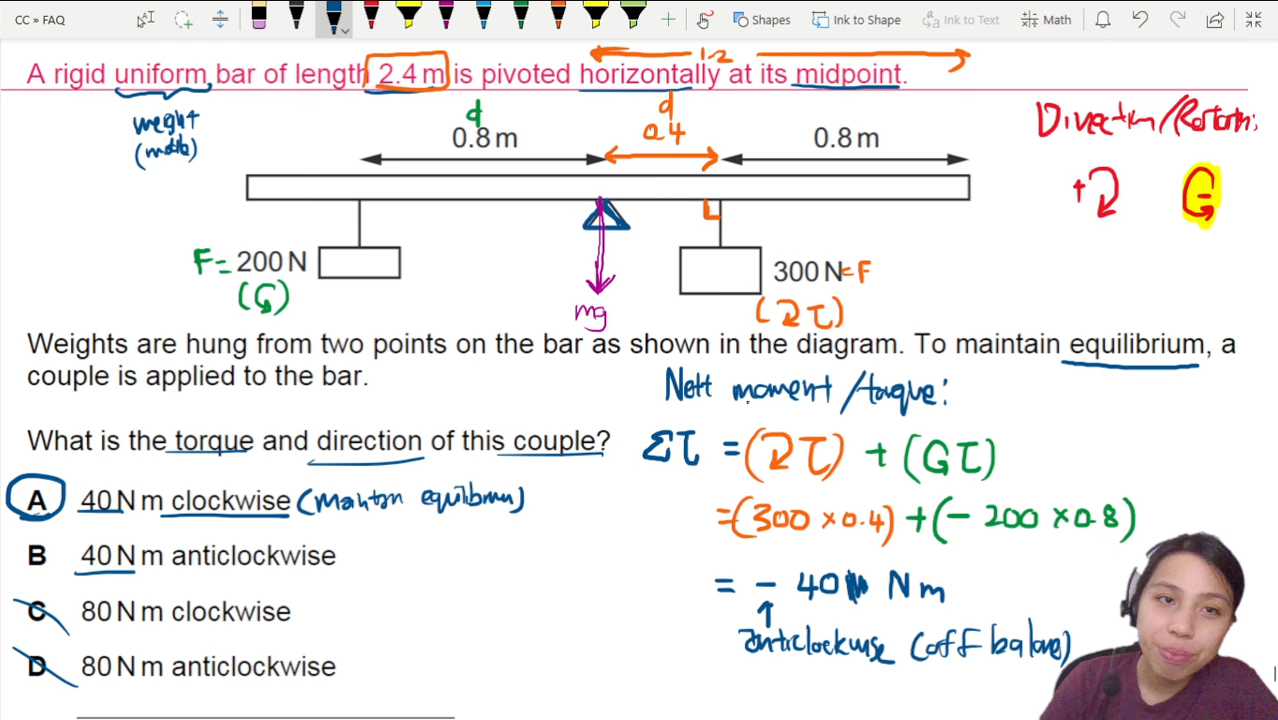 CC » FAQ
Shapes
Ink to Shape
Ink to Text
Math
1.2
A rigid uniform bar of length 2.4 m is pivoted horizontally at its midpoint.
weight
d
d
0.4
0.8 m
0.8 m
Direction/
+
-
F = 200 N
300 N = F
( τ)
mg
Weights are hung from two points on the bar as shown in the diagram. To maintain equilibrium, a
couple is applied to the bar.
Nett moment / torque:
What is the torque and direction of this couple?
Στ = ( τ) + ( τ)
A 40 N m clockwise (maintain equilibrium)
= (300 × 0.4) + (- 200 × 0.8)
B 40 N m anticlockwise
= - 40 N m
C 80 N m clockwise
anticlockwise (off balance)
D 80 N m anticlockwise